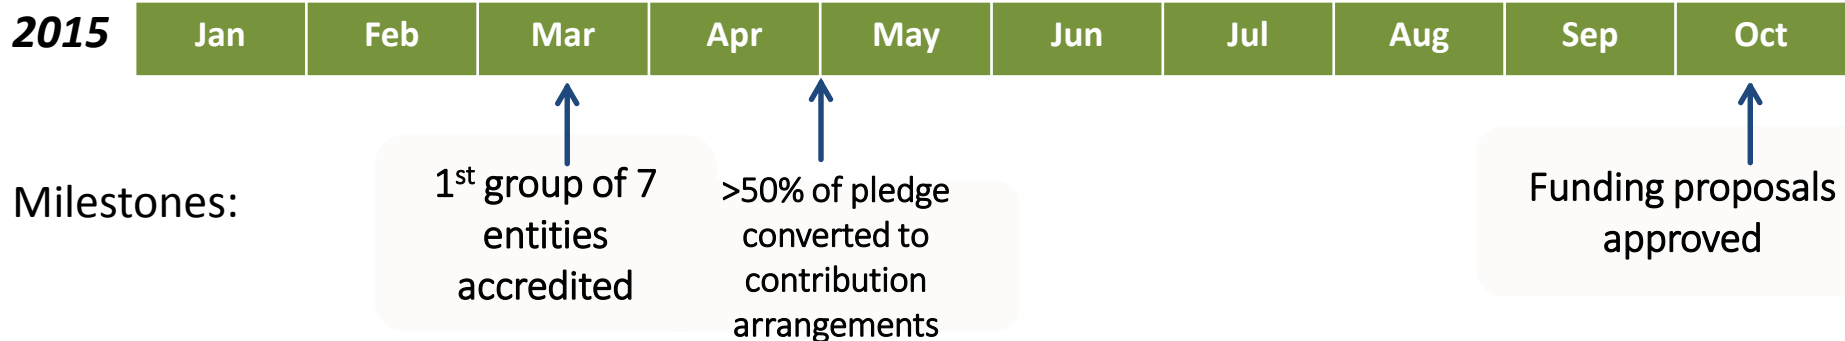 2015 Jan Feb Mar Apr May Jun Jul Aug Sep Oct
Milestones:
1st group of 7
entities
accredited
>50% of pledge
converted to
contribution
arrangements
Funding proposals
approved